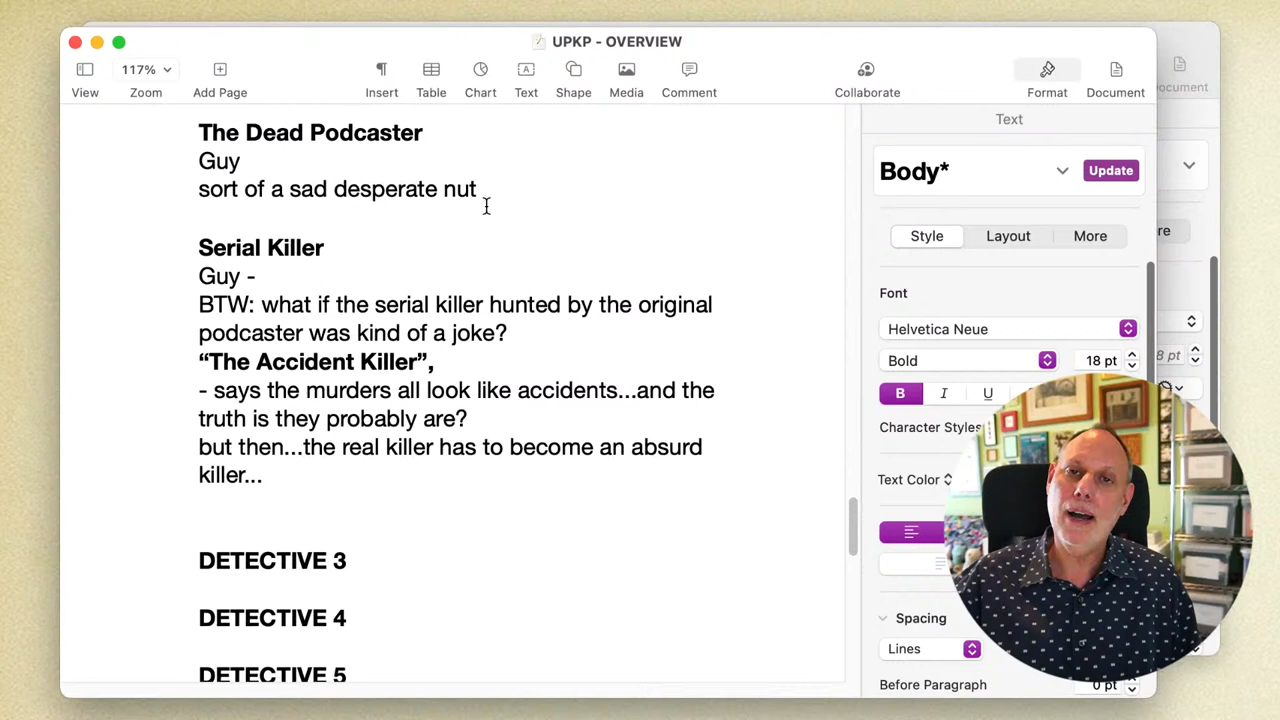 UPKP - OVERVIEW
117%
View
Zoom
Add Page
Insert
Table
Chart
Text
Shape
Media
Comment
Collaborate
Format
Document
ocument
The Dead Podcaster
Guy
sort of a sad desperate nut
Serial Killer
Guy -
BTW: what if the serial killer hunted by the original
podcaster was kind of a joke?
“The Accident Killer”,
- says the murders all look like accidents...and the
truth is they probably are?
but then...the real killer has to become an absurd
killer...
DETECTIVE 3
DETECTIVE 4
DETECTIVE 5
Text
Body*
Update
Style
Layout
More
re
Font
Helvetica Neue
Bold
18 pt
8 pt
B
I
U
Character Styles
Text Color
Spacing
Lines
Before Paragraph
0 pt